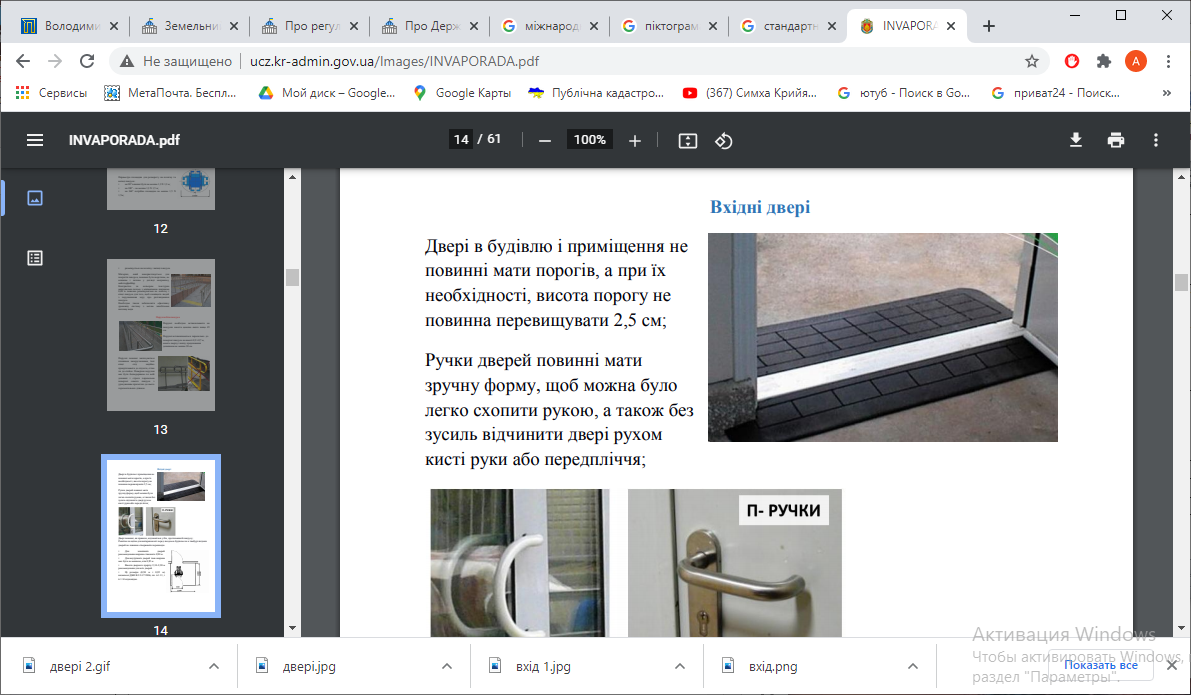 Володими
Земельни
Про регул
Про Держ
міжнарод
піктограм
стандартн
INVAPORA
Не защищено
ucz.kr-admin.gov.ua/Images/INVAPORADA.pdf
A
Сервисы
МетаПочта. Беспл...
Мой диск – Google...
Google Карты
Публічна кадастро...
(367) Симха Крийя...
ютуб - Поиск в Go...
приват24 - Поиск...
»
INVAPORADA.pdf
14 / 61
100%
12
13
14
Вхідні двері
Двері в будівлю і приміщення не
повинні мати порогів, а при їх
необхідності, висота порогу не
повинна перевищувати 2,5 см;
Ручки дверей повинні мати
зручну форму, щоб можна було
легко схопити рукою, а також без
зусиль відчинити двері рухом
кисті руки або передпліччя;
П- РУЧКИ
Активация Windows
Чтобы активировать Windows,
раздел "Параметры".
двері 2.gif
двері.jpg
вхід 1.jpg
вхід.png
Показать все